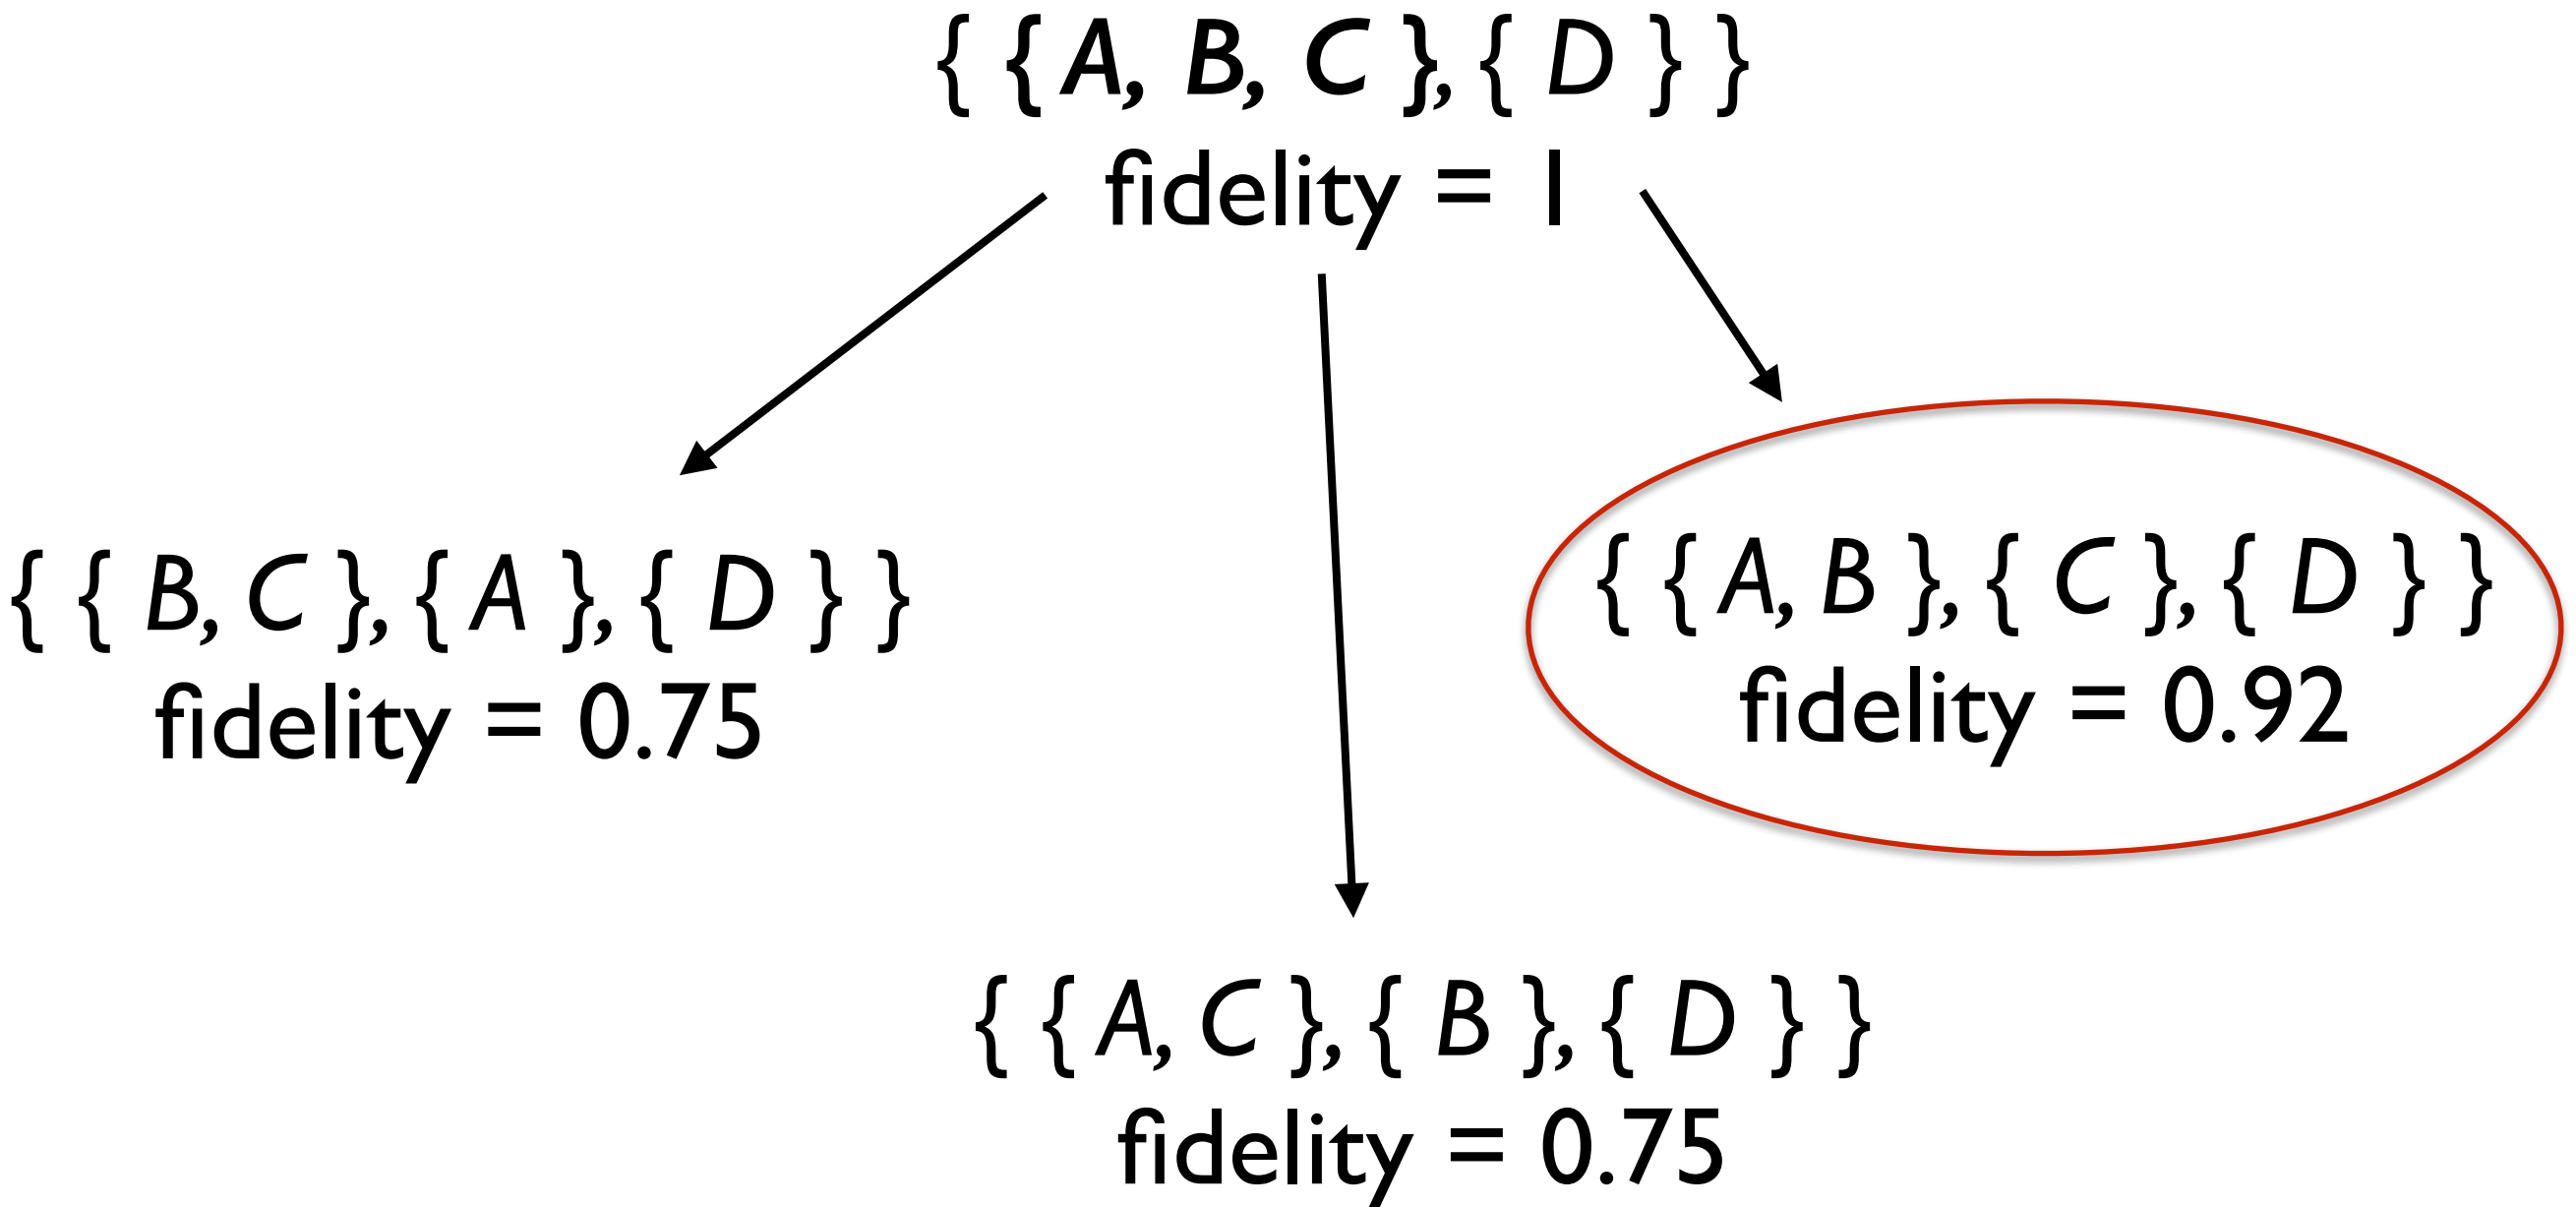 { { A, B, C }, { D } }
fidelity = 1
{ { B, C }, { A }, { D } }
fidelity = 0.75
{ { A, B }, { C }, { D } }
fidelity = 0.92
{ { A, C }, { B }, { D } }
fidelity = 0.75